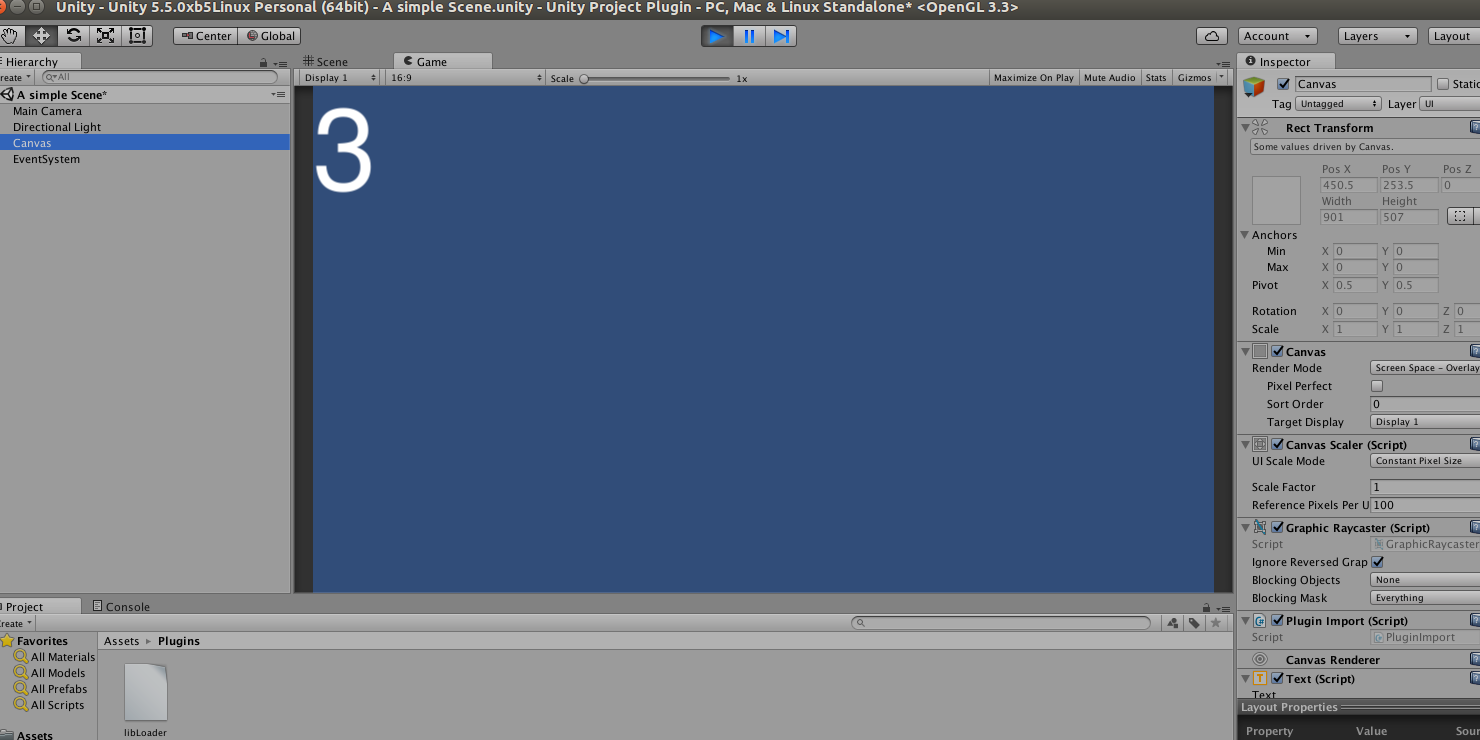 Unity - Unity 5.5.0xb5Linux Personal (64bit) - A simple Scene.unity - Unity Project Plugin - PC, Mac & Linux Standalone* <OpenGL 3.3>
Center Global Account Layers Layout
Hierarchy
reate All
A simple Scene*
Main Camera
Directional Light
Canvas
EventSystem
Scene Game
Display 1 16:9 Scale 1x Maximize On Play Mute Audio Stats Gizmos
3
Inspector
Canvas Static
Tag Untagged Layer UI
Rect Transform
Some values driven by Canvas.
Pos X Pos Y Pos Z
450.5 253.5 0
Width Height
901 507
Anchors
Min X 0 Y 0
Max X 0 Y 0
Pivot X 0.5 Y 0.5
Rotation X 0 Y 0 Z 0
Scale X 1 Y 1 Z 1
Canvas
Render Mode Screen Space - Overlay
Pixel Perfect
Sort Order 0
Target Display Display 1
Canvas Scaler (Script)
UI Scale Mode Constant Pixel Size
Scale Factor 1
Reference Pixels Per U 100
Graphic Raycaster (Script)
Script GraphicRaycaster
Ignore Reversed Grap
Blocking Objects None
Blocking Mask Everything
Plugin Import (Script)
Script PluginImport
Canvas Renderer
Text (Script)
Text
Layout Properties
Property Value Sour
Project Console
reate
Favorites
All Materials
All Models
All Prefabs
All Scripts
Assets
Assets Plugins
libLoader